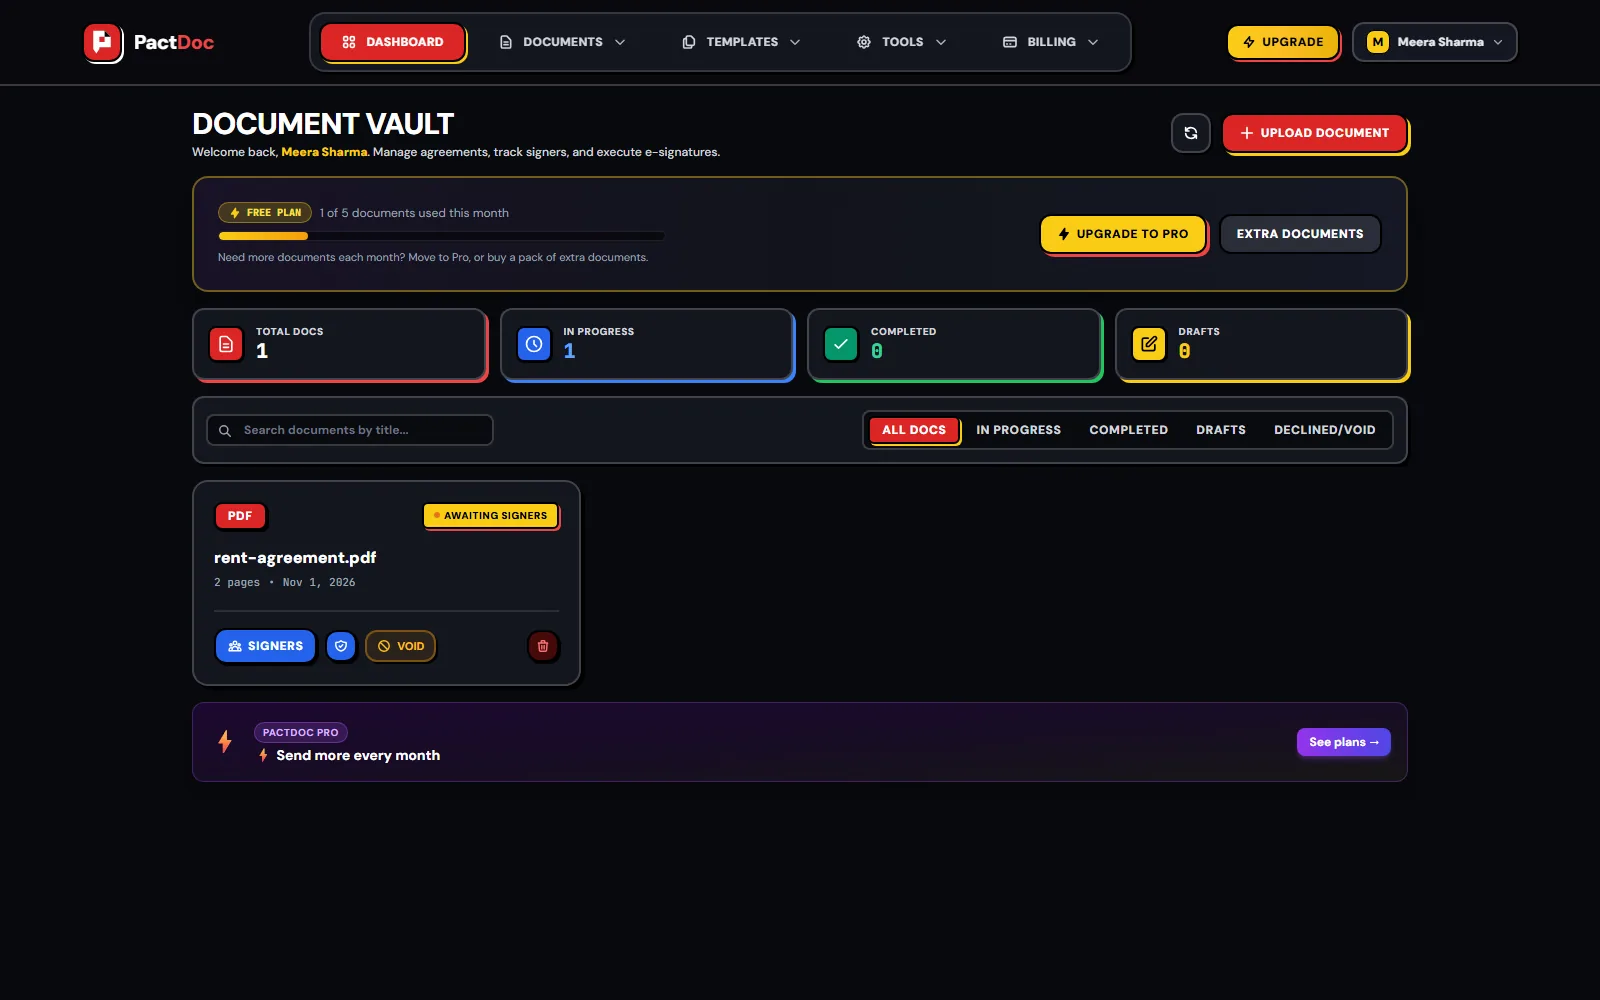 PactDoc
DASHBOARD
DOCUMENTS
TEMPLATES
TOOLS
BILLING
UPGRADE
M
Meera Sharma
DOCUMENT VAULT
Welcome back, Meera Sharma. Manage agreements, track signers, and execute e-signatures.
UPLOAD DOCUMENT
FREE PLAN
1 of 5 documents used this month
Need more documents each month? Move to Pro, or buy a pack of extra documents.
UPGRADE TO PRO
EXTRA DOCUMENTS
TOTAL DOCS
1
IN PROGRESS
1
COMPLETED
0
DRAFTS
0
Search documents by title...
ALL DOCS
IN PROGRESS
COMPLETED
DRAFTS
DECLINED/VOID
PDF
AWAITING SIGNERS
rent-agreement.pdf
2 pages • Nov 1, 2026
SIGNERS
VOID
PACTDOC PRO
Send more every month
See plans →